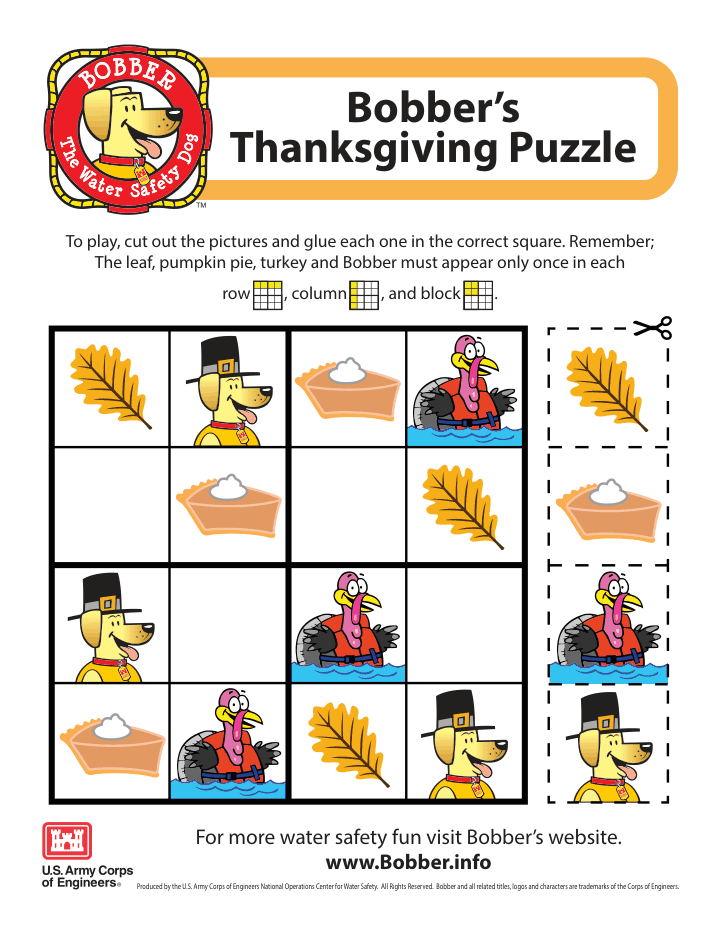 BOBBER
The Water Safety Dog
TM
Bobber's
Thanksgiving Puzzle
To play, cut out the pictures and glue each one in the correct square. Remember;
The leaf, pumpkin pie, turkey and Bobber must appear only once in each
row , column , and block .
For more water safety fun visit Bobber's website.
www.Bobber.info
U.S. Army Corps
of Engineers®
Produced by the U.S. Army Corps of Engineers National Operations Center for Water Safety. All Rights Reserved. Bobber and all related titles, logos and characters are trademarks of the Corps of Engineers.